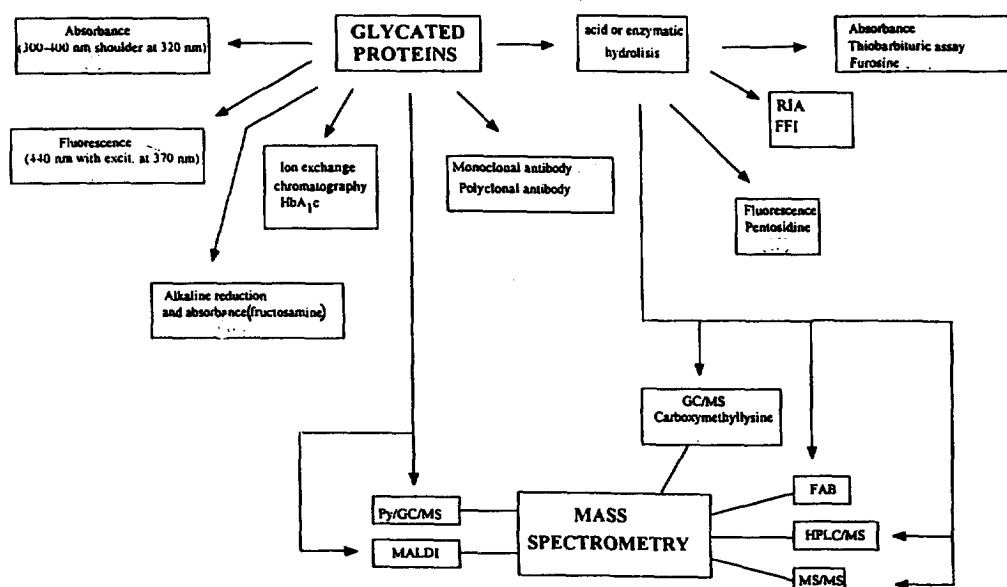 Absorbance
(300-400 nm shoulder at 320 nm)
GLYCATED
PROTEINS
acid or enzymatic
hydrolisis
Absorbance
Thiobarbituric assay
Furosine
RIA
FFI
Fluorescence
(440 nm with excit. at 370 nm)
Ion exchange
chromatography
HbA1c
Monoclonal antibody
Polyclonal antibody
Fluorescence
Pentosidine
Alkaline reduction
and absorbance(fructosamine)
GC/MS
Carboxymethyllysine
Py/GC/MS
MALDI
MASS
SPECTROMETRY
FAB
HPLC/MS
MS/MS